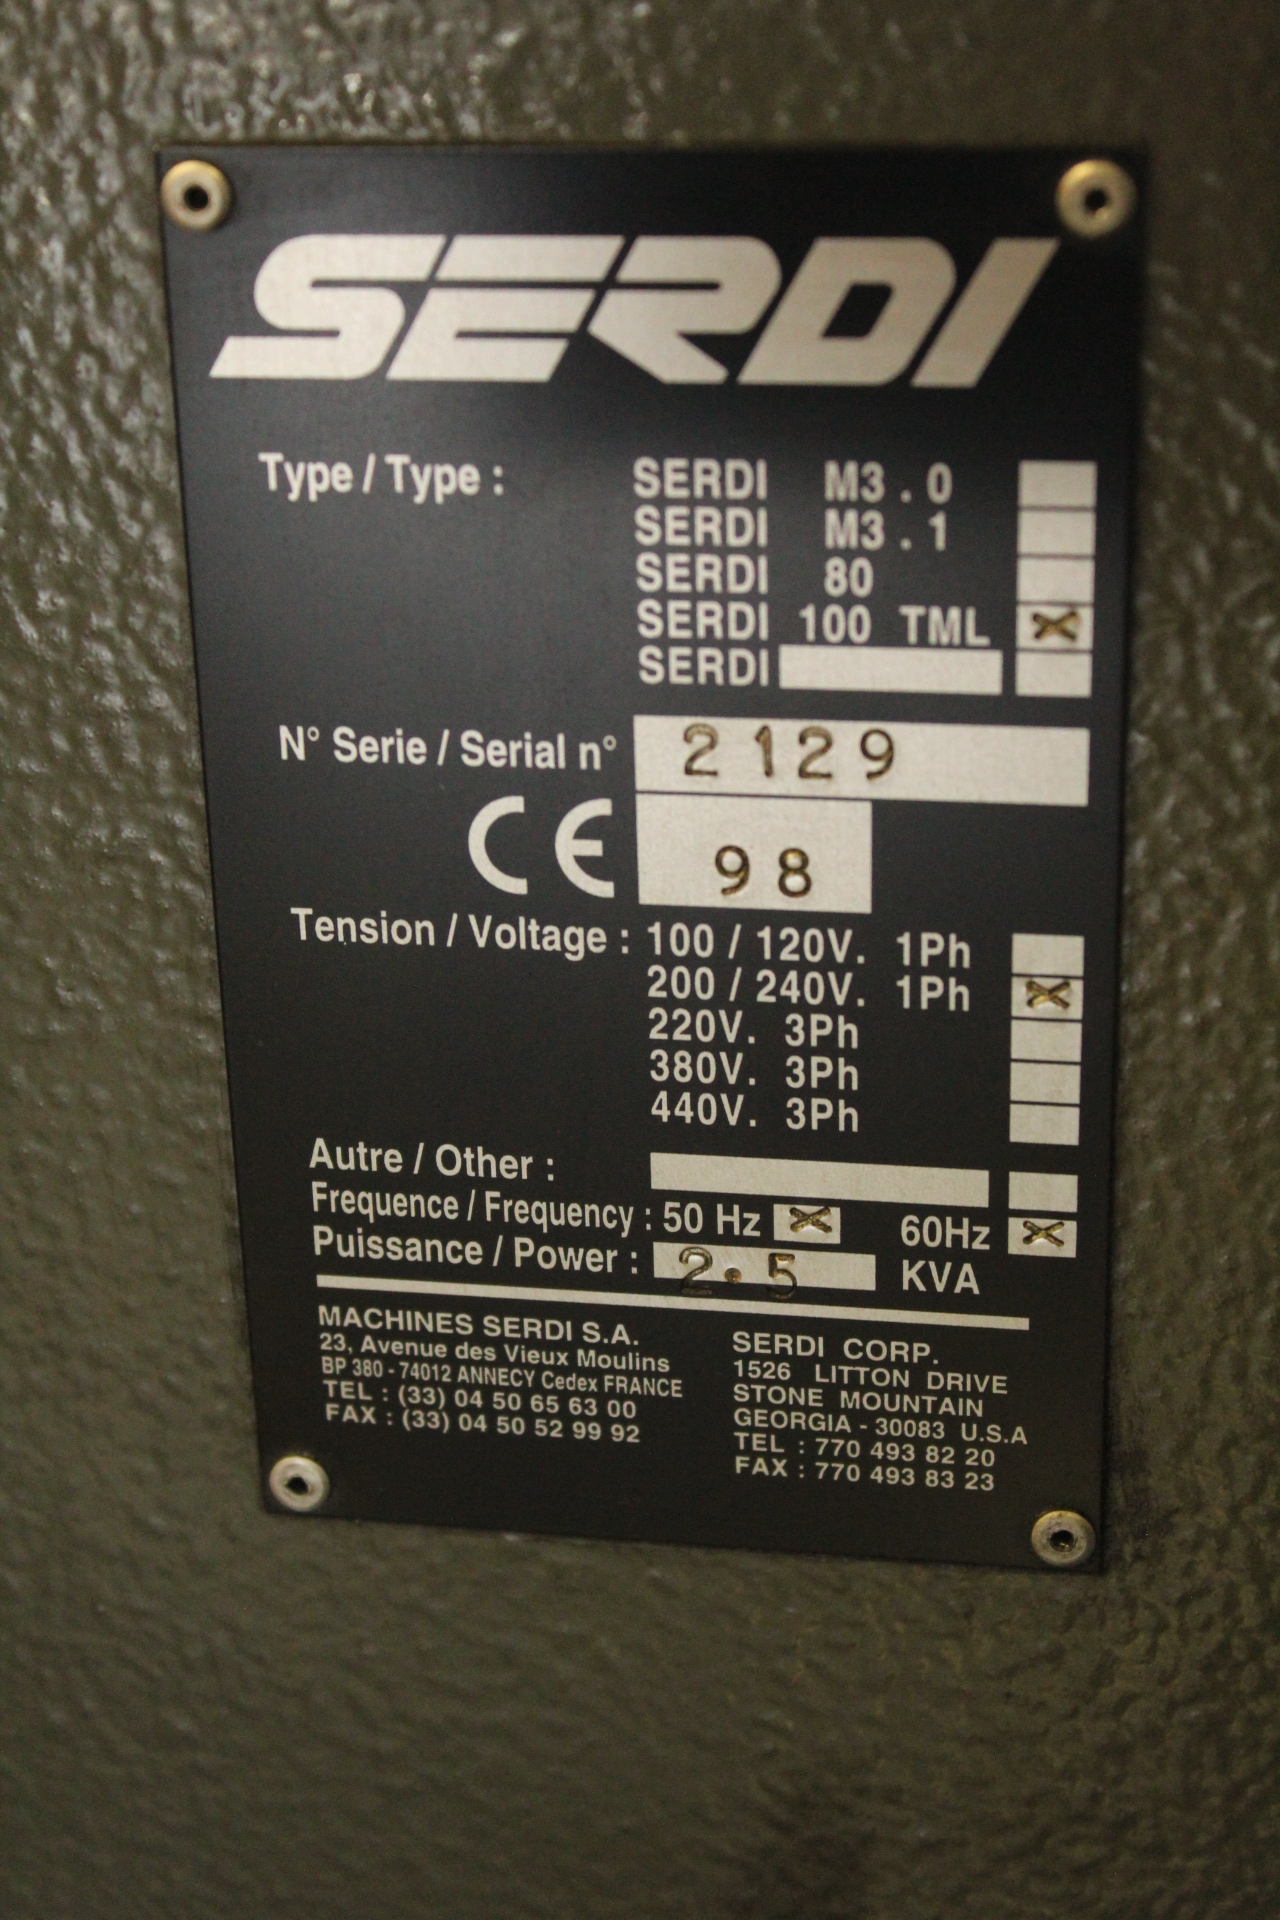 SERDI
Type / Type : SERDI M3.0
SERDI M3.1
SERDI 80
SERDI 100 TML X
SERDI
N° Serie / Serial n° 2129
CE 98
Tension / Voltage : 100 / 120V. 1Ph
200 / 240V. 1Ph X
220V. 3Ph
380V. 3Ph
440V. 3Ph
Autre / Other :
Frequence / Frequency : 50 Hz X 60Hz X
Puissance / Power : 2.5 KVA
MACHINES SERDI S.A.
23, Avenue des Vieux Moulins
BP 380 - 74012 ANNECY Cedex FRANCE
TEL : (33) 04 50 65 63 00
FAX : (33) 04 50 52 99 92
SERDI CORP.
1526 LITTON DRIVE
STONE MOUNTAIN
GEORGIA - 30083 U.S.A
TEL : 770 493 82 20
FAX : 770 493 83 23